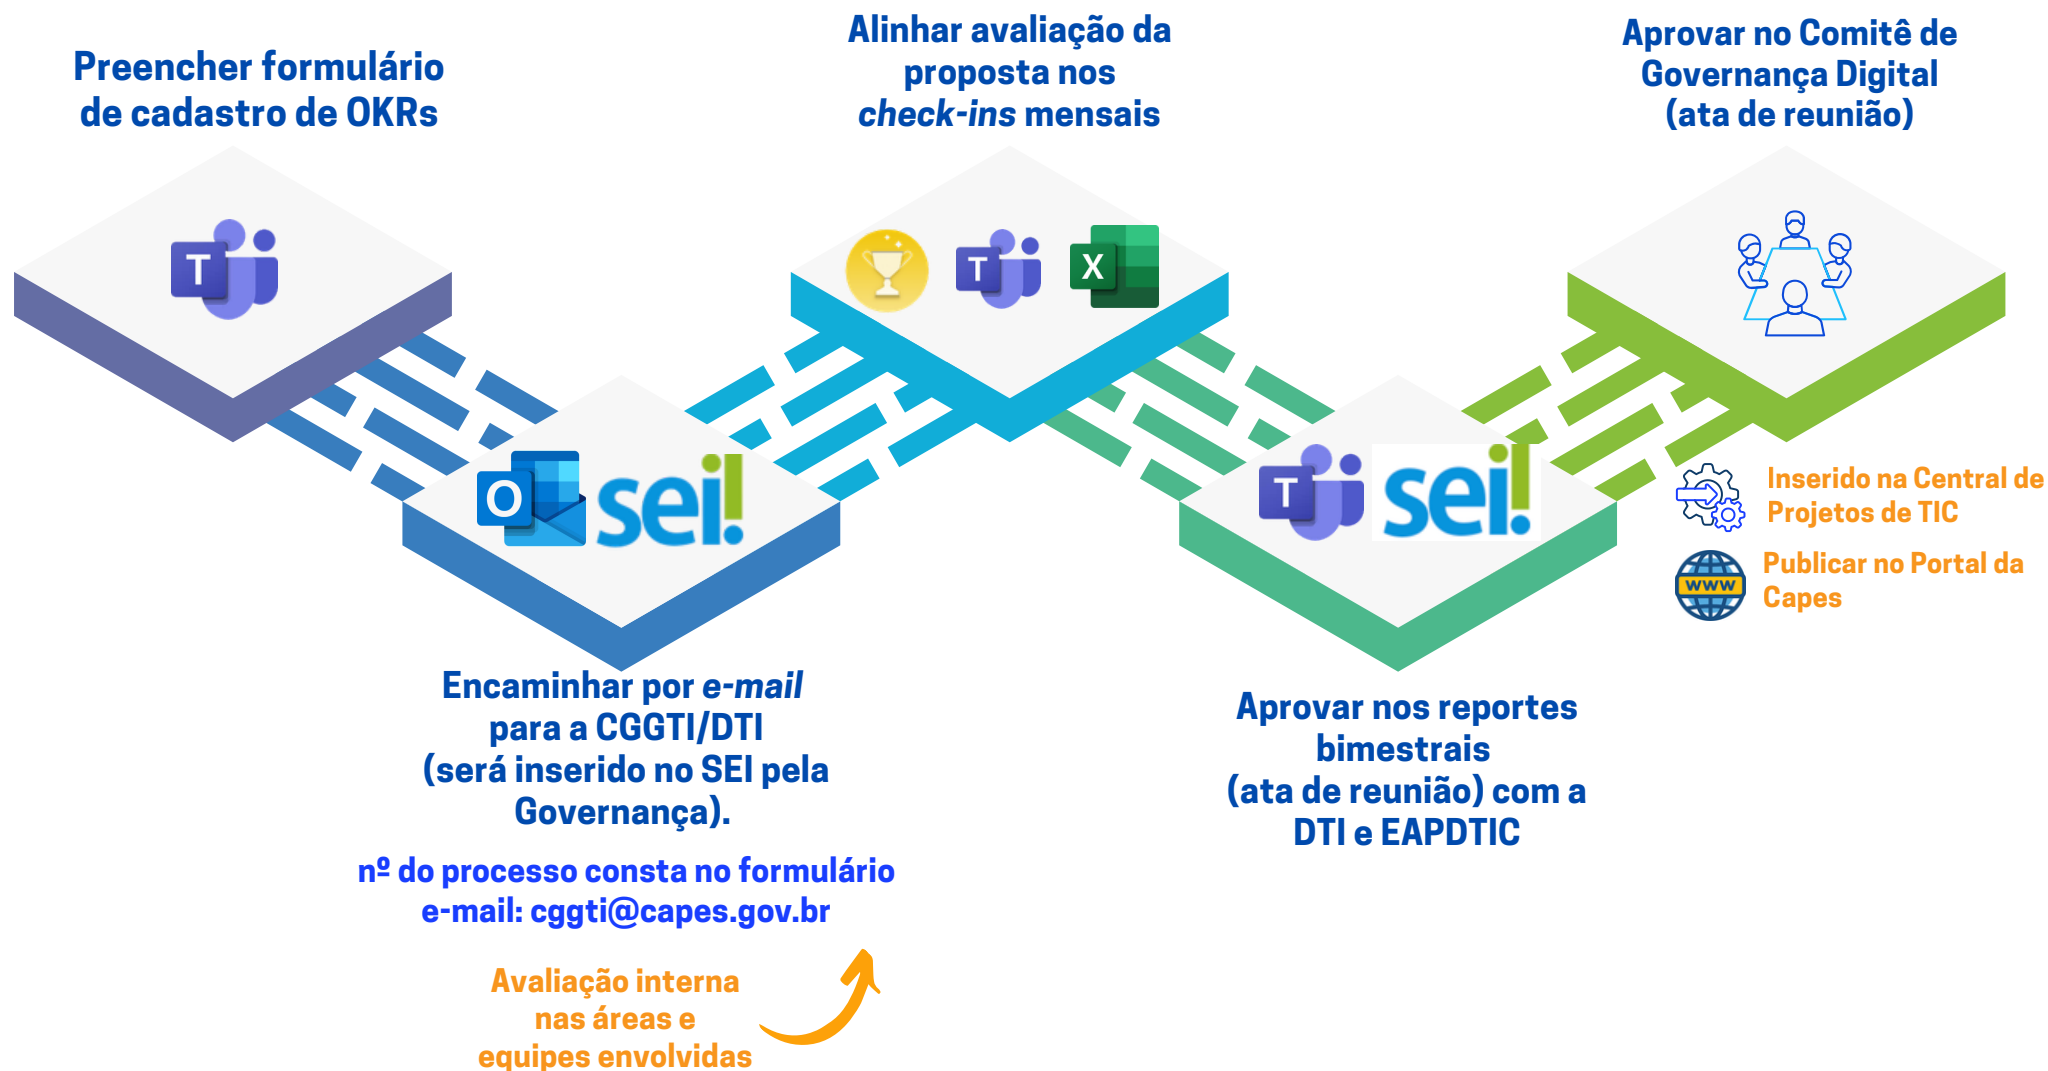 Preencher formulário
de cadastro de OKRs
T
Encaminhar por e-mail
para a CGGTI/DTI
(será inserido no SEI pela
Governança).
nº do processo consta no formulário
e-mail: cggti@capes.gov.br
Avaliação interna
nas áreas e
equipes envolvidas
O
sei!
Alinhar avaliação da
proposta nos
check-ins mensais
T
X
Aprovar nos reportes
bimestrais
(ata de reunião) com a
DTI e EAPDTIC
T
sei!
Aprovar no Comitê de
Governança Digital
(ata de reunião)
Inserido na Central de
Projetos de TIC
www
Publicar no Portal da
Capes